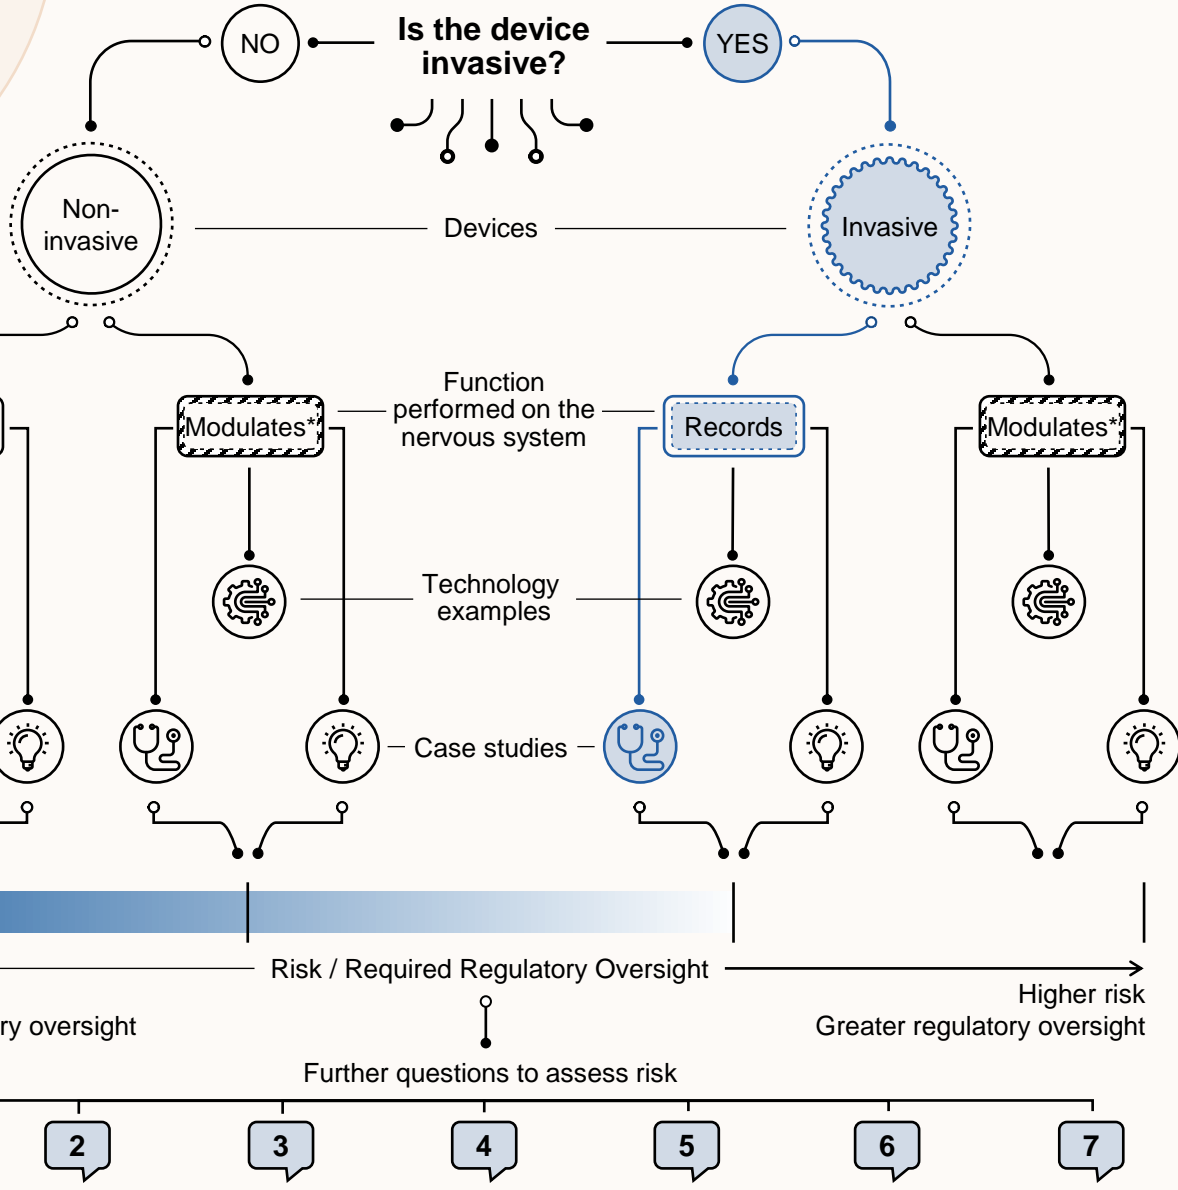 NO
Is the device
invasive?
YES
Non-
invasive
Devices
Invasive
Function
performed on the
nervous system
Modulates*
Records
Modulates*
Technology
examples
Case studies
Risk / Required Regulatory Oversight
Higher risk
ry oversight
Greater regulatory oversight
Further questions to assess risk
2
3
4
5
6
7